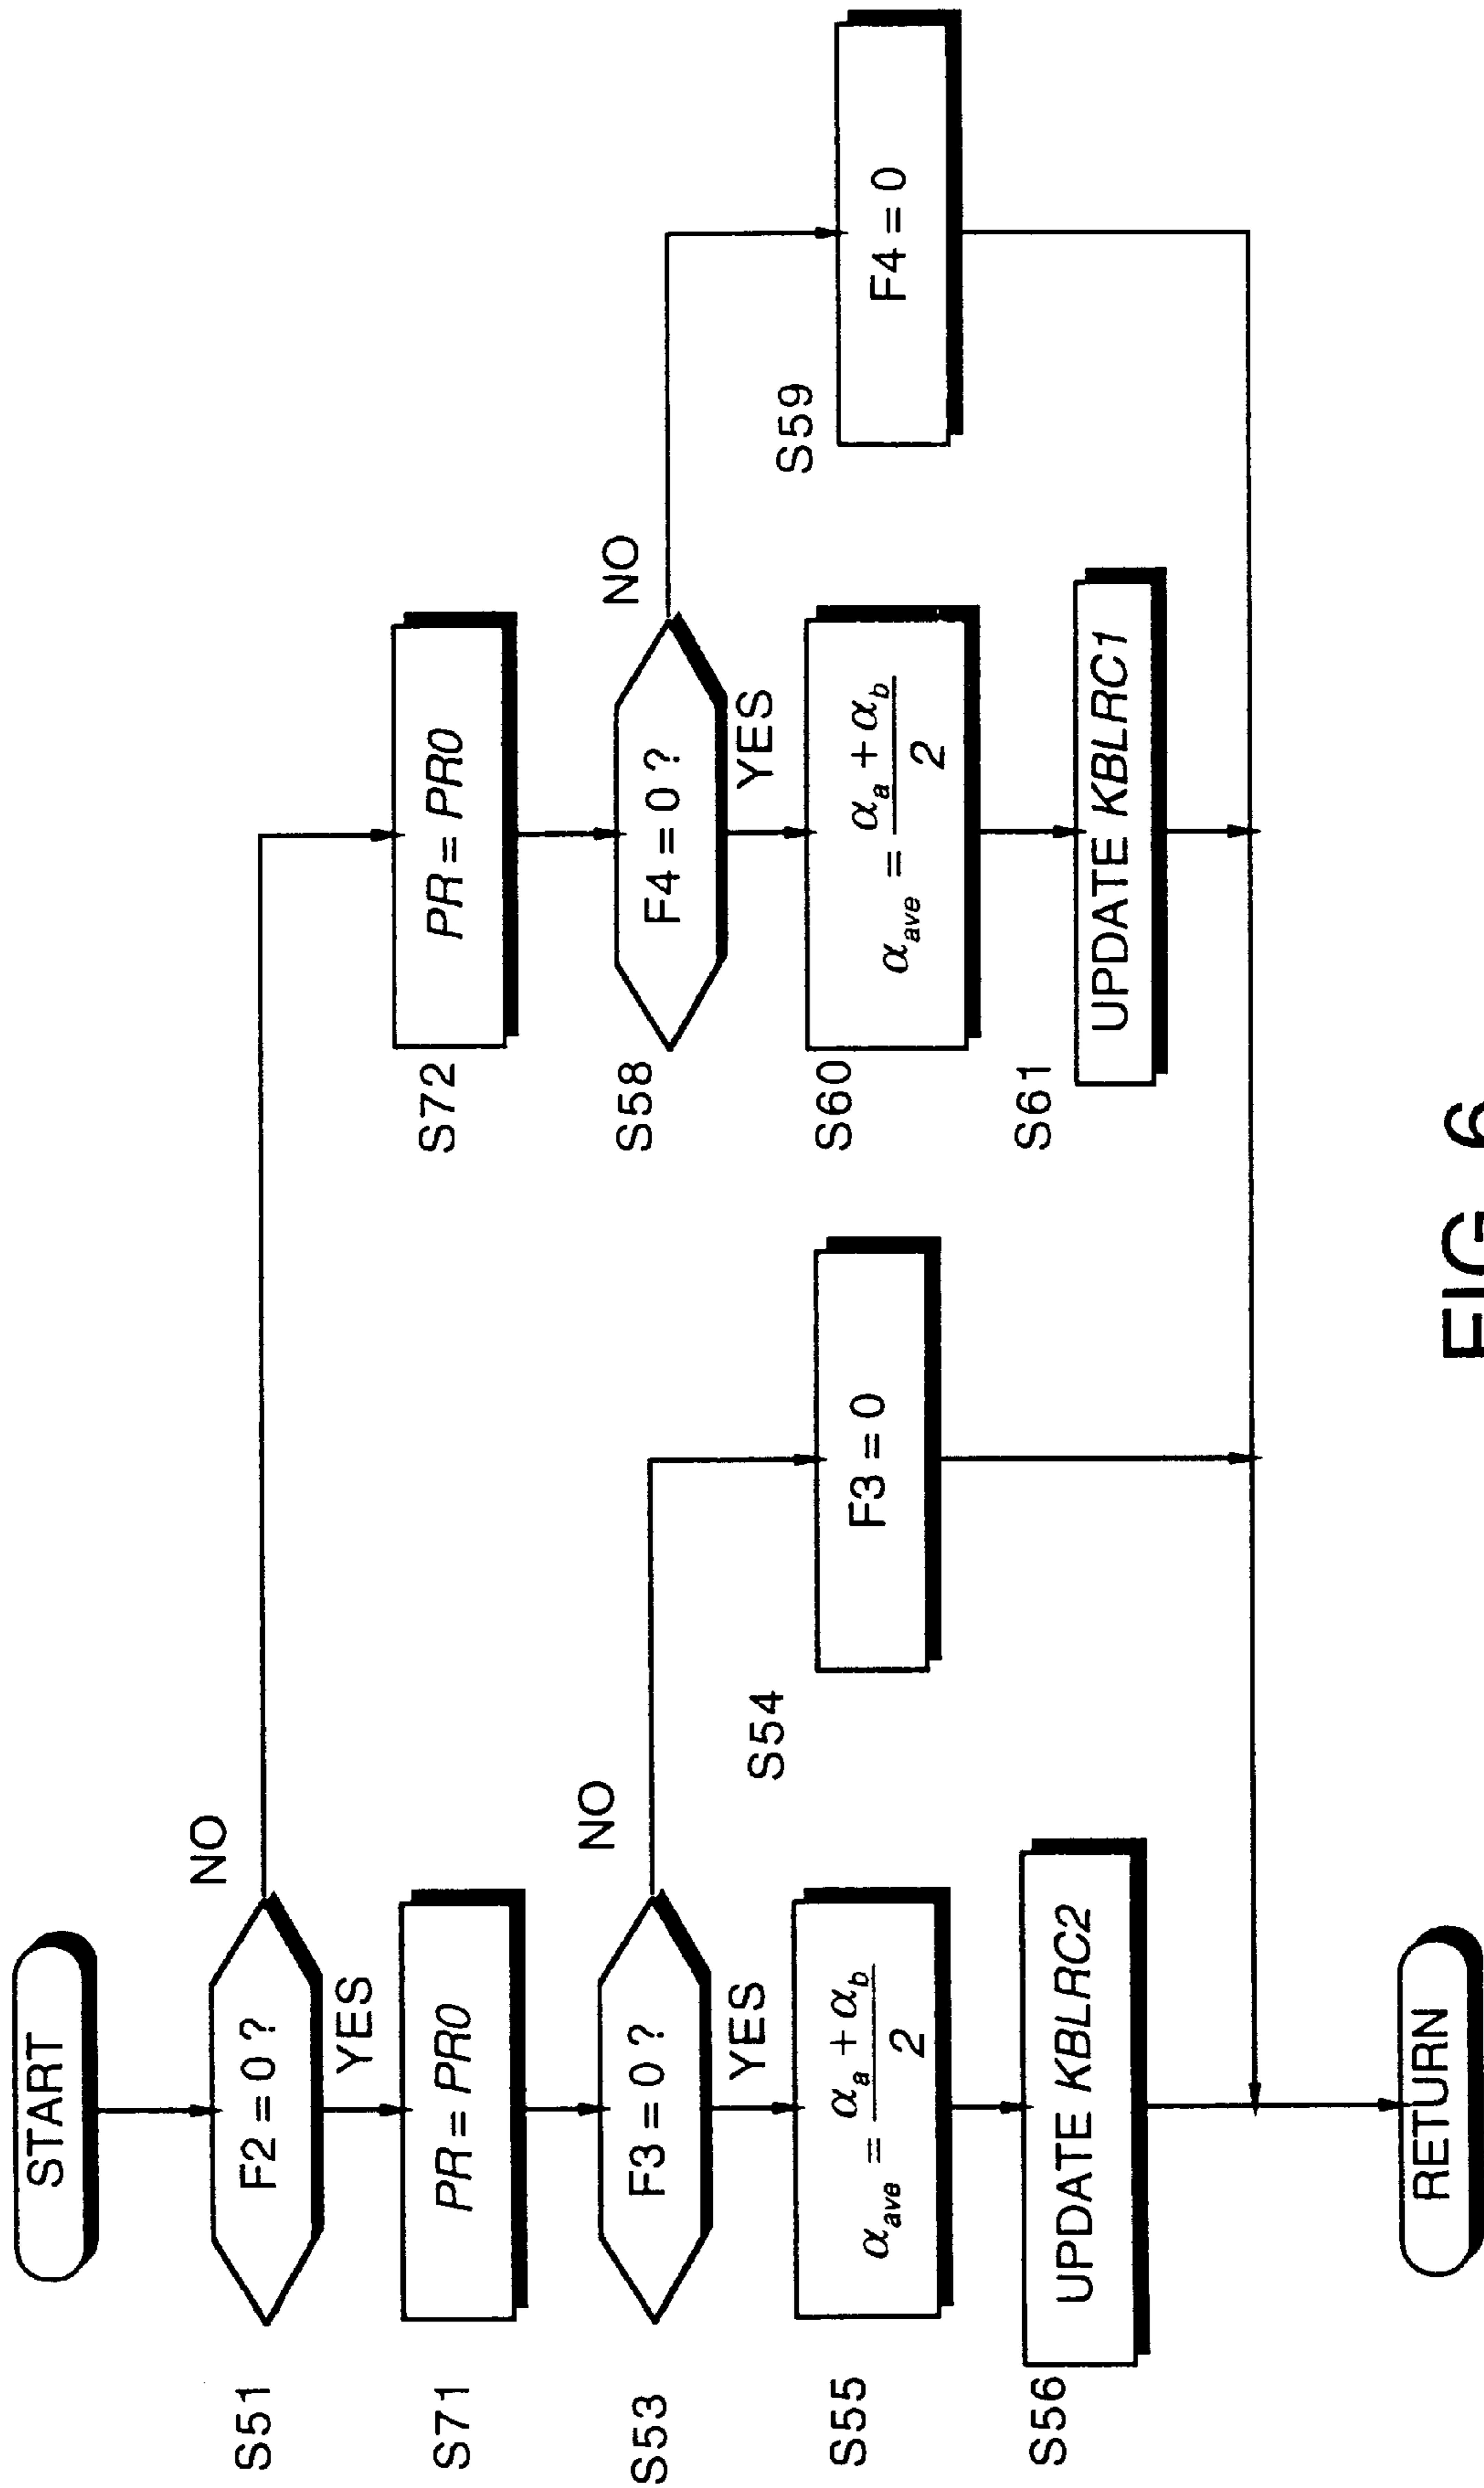 START
S51
F2 = 0 ?
NO
YES
S71
PR = PR0
S53
F3 = 0 ?
NO
YES
S54
F3 = 0
S55
α_ave = (α_a + α_b) / 2
S56
UPDATE KBLRC2
S72
PR = PR0
S58
F4 = 0 ?
NO
YES
S59
F4 = 0
S60
α_ave = (α_a + α_b) / 2
S61
UPDATE KBLRC1
RETURN
FIG. 6